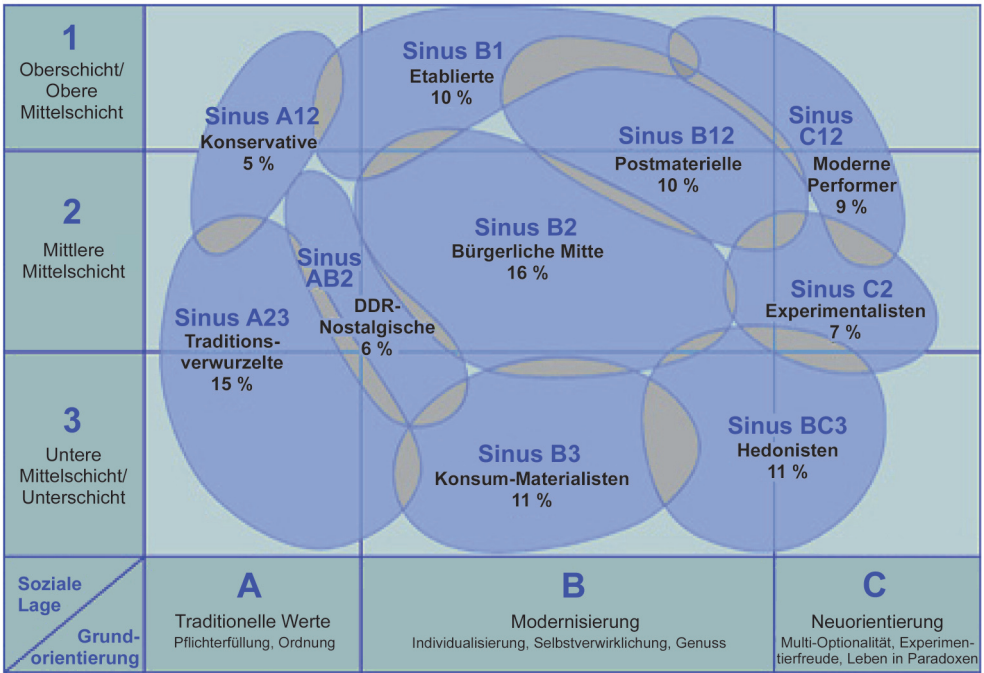 1
Oberschicht/
Obere
Mittelschicht
2
Mittlere
Mittelschicht
3
Untere
Mittelschicht/
Unterschicht
Sinus B1
Etablierte
10 %
Sinus A12
Konservative
5 %
Sinus B12
Postmaterielle
10 %
Sinus
C12
Moderne
Performer
9 %
Sinus B2
Bürgerliche Mitte
16 %
Sinus
AB2
DDR-
Nostalgische
6 %
Sinus A23
Traditions-
verwurzelte
15 %
Sinus C2
Experimentalisten
7 %
Sinus B3
Konsum-Materialisten
11 %
Sinus BC3
Hedonisten
11 %
Soziale
Lage
Grund-
orientierung
A
Traditionelle Werte
Pflichterfüllung, Ordnung
B
Modernisierung
Individualisierung, Selbstverwirklichung, Genuss
C
Neuorientierung
Multi-Optionalität, Experimen-
tierfreude, Leben in Paradoxen